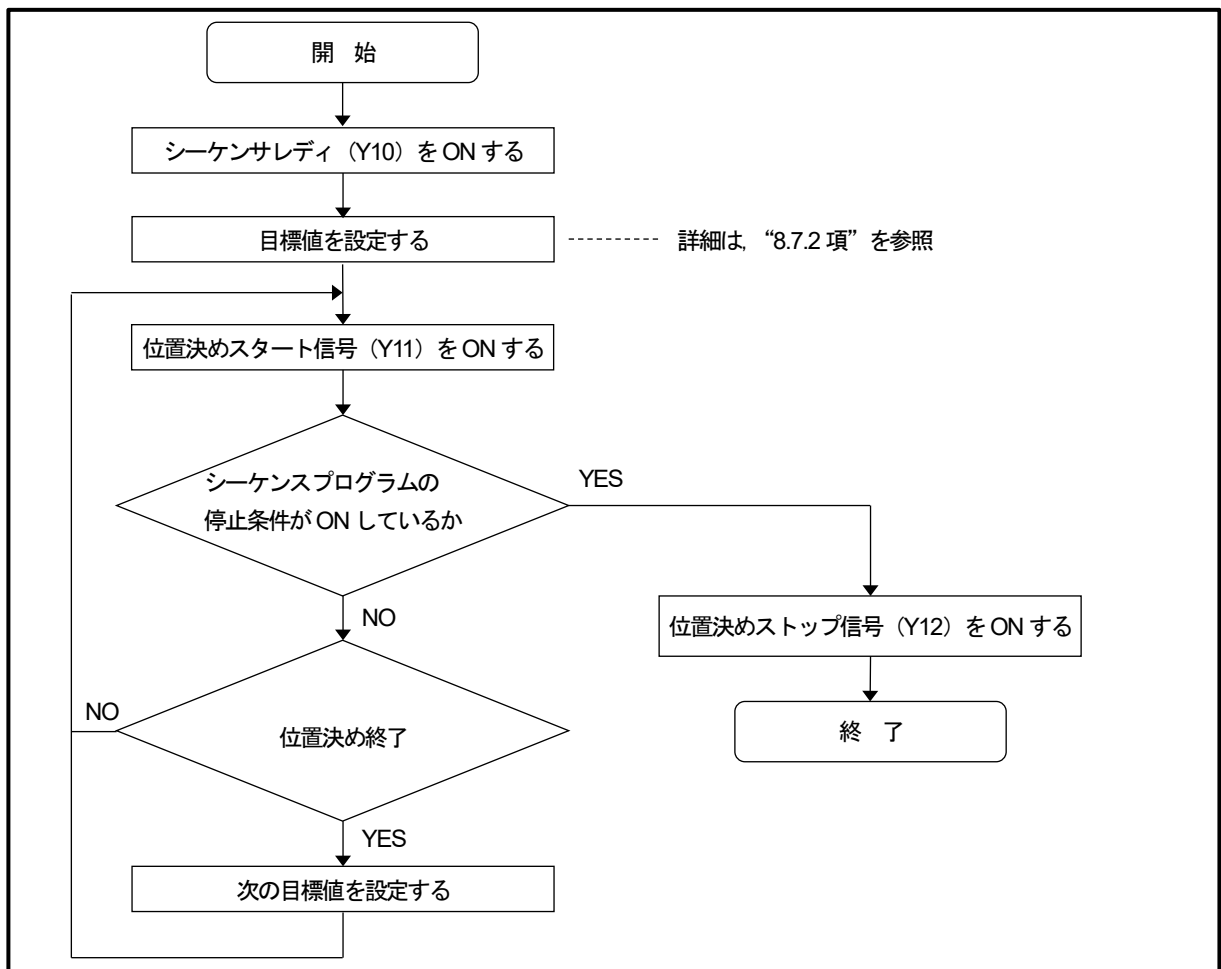 開 始
シーケンサレディ（Y10）を ON する
目標値を設定する
詳細は，“8.7.2 項”を参照
位置決めスタート信号（Y11）を ON する
シーケンスプログラムの
停止条件が ON しているか
YES
NO
位置決めストップ信号（Y12）を ON する
NO
位置決め終了
終 了
YES
次の目標値を設定する